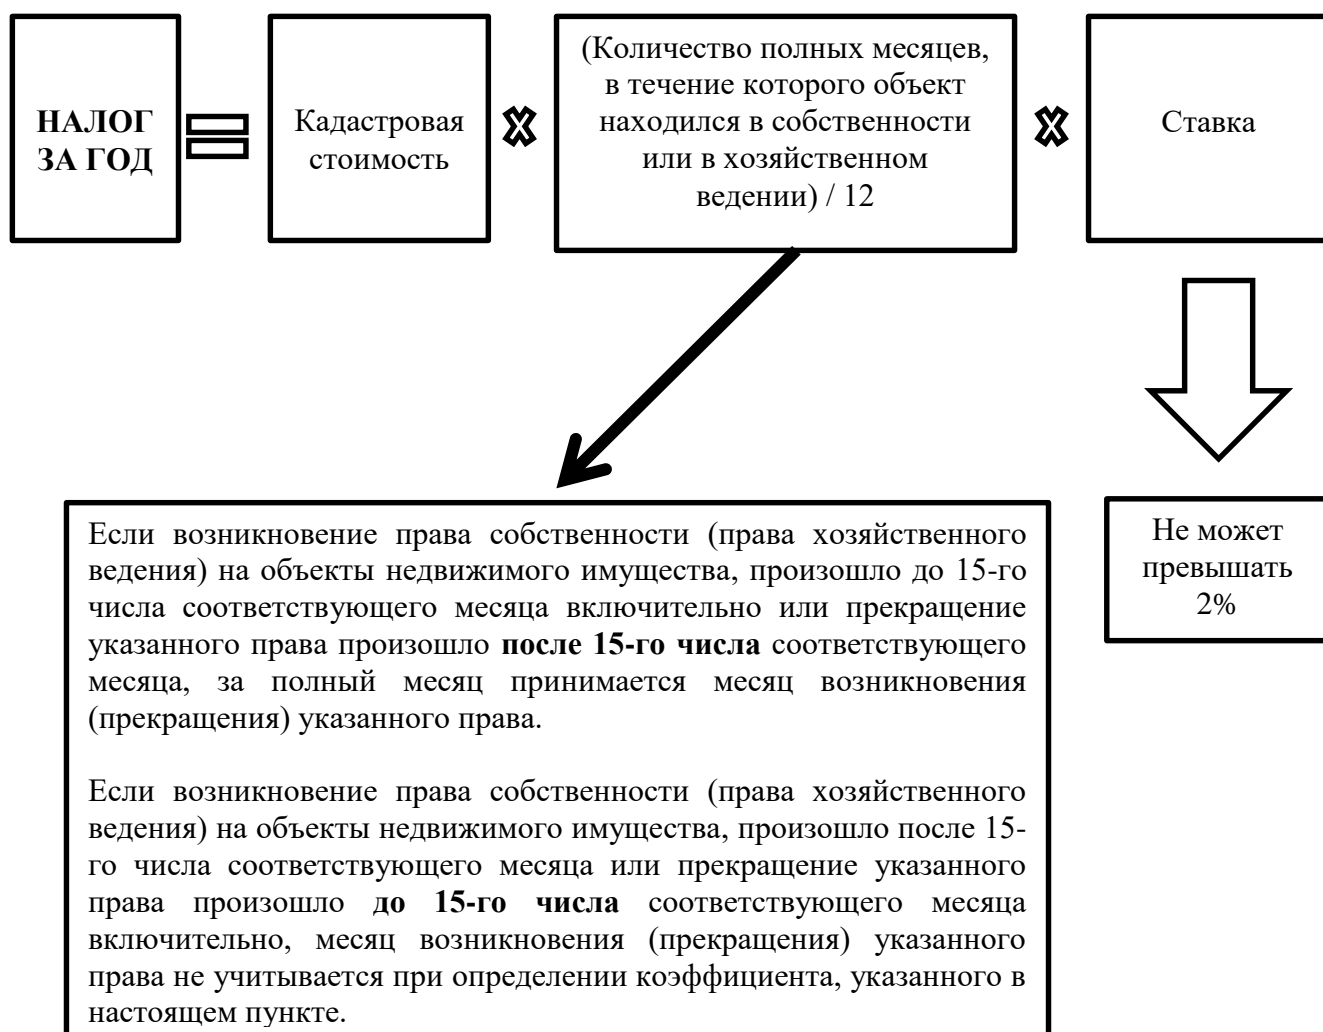 НАЛОГ
ЗА ГОД
Кадастровая
стоимость
(Количество полных месяцев,
в течение которого объект
находился в собственности
или в хозяйственном
ведении) / 12
Ставка
Если возникновение права собственности (права хозяйственного
ведения) на объекты недвижимого имущества, произошло до 15-го
числа соответствующего месяца включительно или прекращение
указанного права произошло после 15-го числа соответствующего
месяца, за полный месяц принимается месяц возникновения
(прекращения) указанного права.
Если возникновение права собственности (права хозяйственного
ведения) на объекты недвижимого имущества, произошло после 15-
го числа соответствующего месяца или прекращение указанного
права произошло до 15-го числа соответствующего месяца
включительно, месяц возникновения (прекращения) указанного
права не учитывается при определении коэффициента, указанного в
настоящем пункте.
Не может
превышать
2%